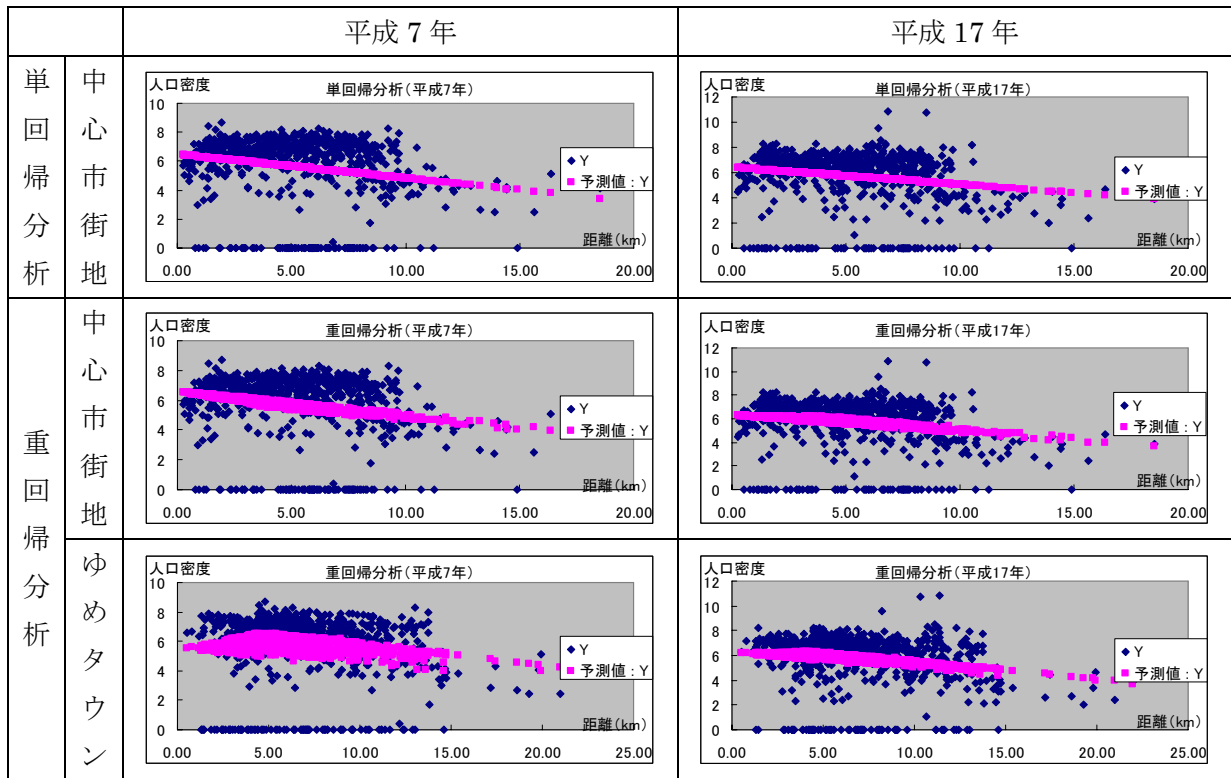 平成 7 年
平成 17 年
単回帰分析
中心市街地
人口密度
単回帰分析(平成7年)
10
8
6
4
2
0
0.00
5.00
10.00
15.00
20.00
Y
予測値:Y
距離(km)
人口密度
単回帰分析(平成17年)
12
10
8
6
4
2
0
0.00
5.00
10.00
15.00
20.00
Y
予測値:Y
距離(km)
重回帰分析
中心市街地
人口密度
重回帰分析(平成7年)
10
8
6
4
2
0
0.00
5.00
10.00
15.00
20.00
Y
予測値:Y
距離(km)
人口密度
重回帰分析(平成17年)
12
10
8
6
4
2
0
0.00
5.00
10.00
15.00
20.00
Y
予測値:Y
距離(km)
ゆめタウン
人口密度
重回帰分析(平成7年)
10
8
6
4
2
0
0.00
5.00
10.00
15.00
20.00
25.00
Y
予測値:Y
距離(km)
人口密度
重回帰分析(平成17年)
12
10
8
6
4
2
0
0.00
5.00
10.00
15.00
20.00
25.00
Y
予測値:Y
距離(km)